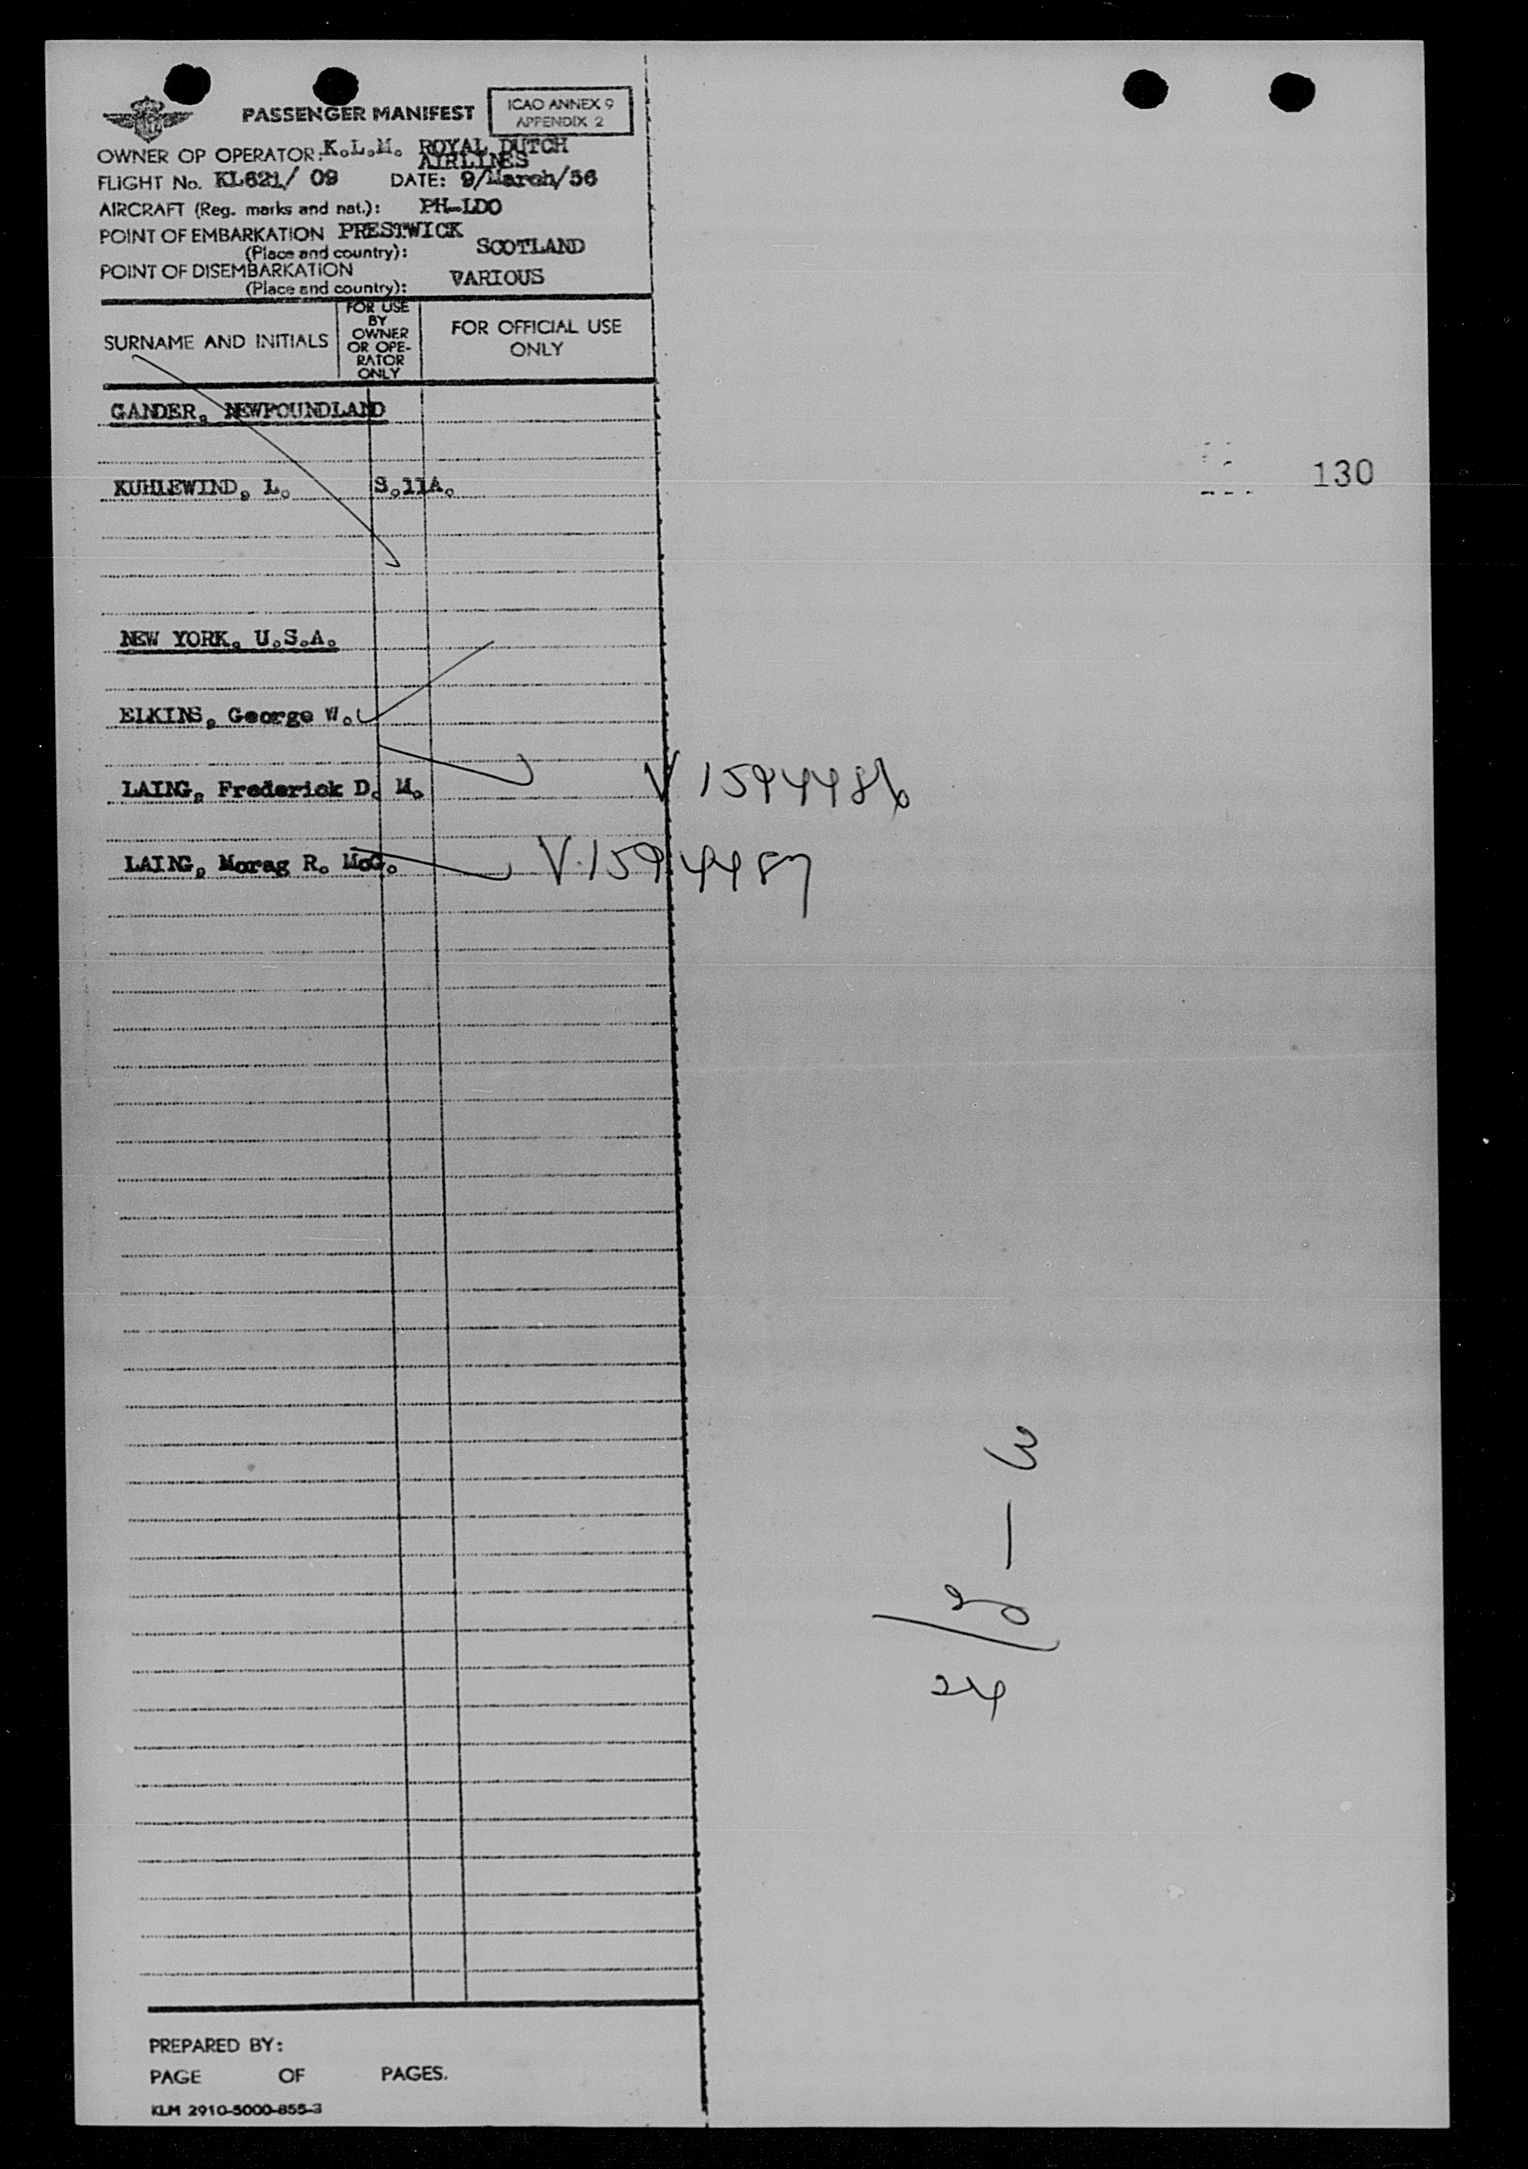 PASSENGER MANIFEST
ICAO ANNEX 9
APPENDIX 2
OWNER OP OPERATOR: K.L.M. ROYAL DUTCH AIRLINES
FLIGHT No. KL621/ 09 DATE: 9/March/56
AIRCRAFT (Reg. marks and nat.): PH-LDO
POINT OF EMBARKATION PRESTWICK
(Place and country): SCOTLAND
POINT OF DISEMBARKATION
(Place and country): VARIOUS
SURNAME AND INITIALS
FOR USE
BY
OWNER
OR OPE-
RATOR
ONLY
FOR OFFICIAL USE
ONLY
GANDER, NEWFOUNDLAND
130
KUHLEWIND, L. S.11A.
NEW YORK, U.S.A.
ELKINS, George W.
LAING, Frederick D. M. V 1594486
LAING, Morag R. McG. V.1594487
24
PREPARED BY:
PAGE OF PAGES.
KLM 2910-5000-855-3